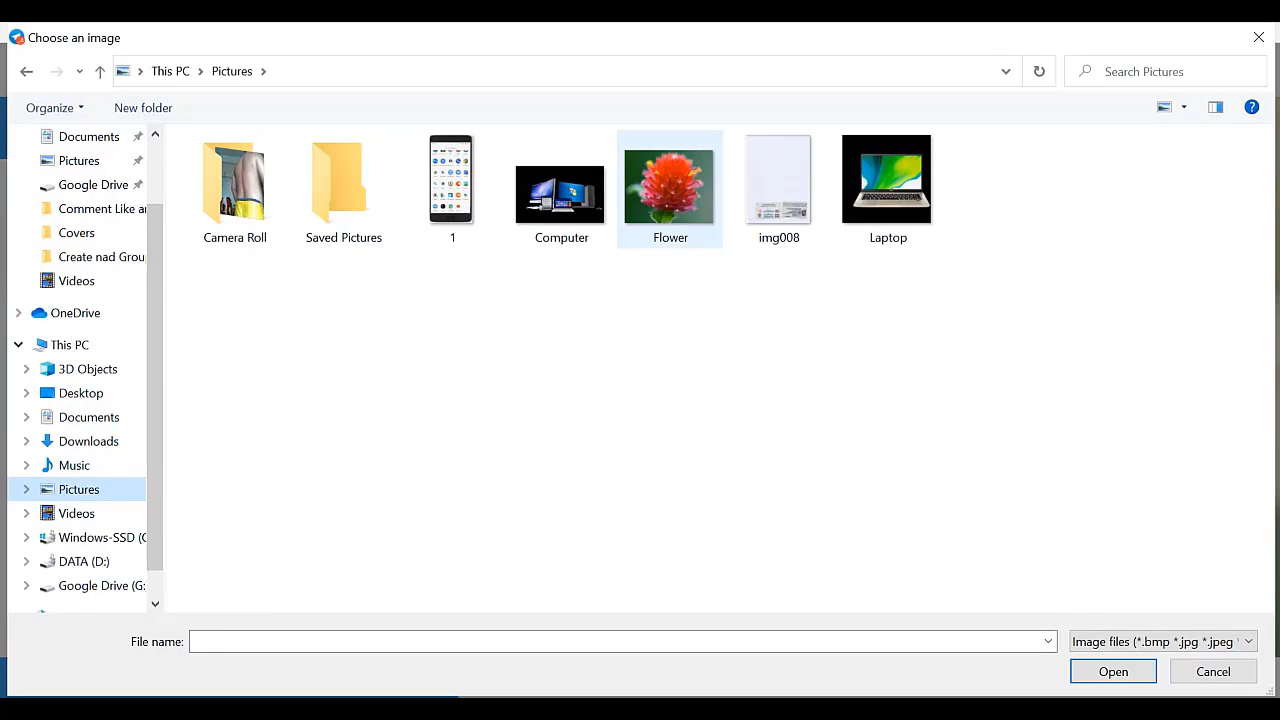 Choose an image
This PC
Pictures
Search Pictures
Organize
New folder
Documents
Pictures
Google Drive
Comment Like ar
Covers
Create nad Grou
Videos
OneDrive
This PC
3D Objects
Desktop
Documents
Downloads
Music
Pictures
Videos
Windows-SSD (C
DATA (D:)
Google Drive (G:
Camera Roll
Saved Pictures
1
Computer
Flower
img008
Laptop
File name:
Image files (*.bmp *.jpg *.jpeg *
Open
Cancel